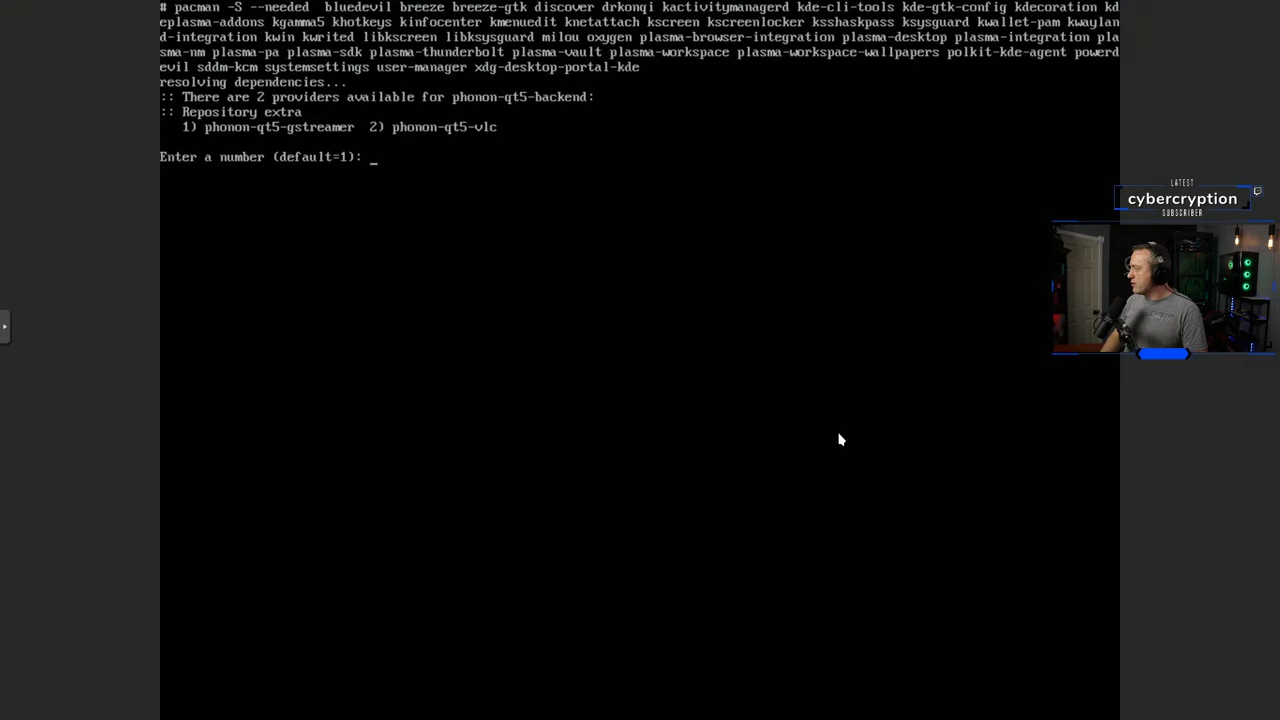 # pacman -S --needed  bluedevil breeze breeze-gtk discover drkonqi kactivitymanagerd kde-cli-tools kde-gtk-config kdecoration kd
eplasma-addons kgamma5 khotkeys kinfocenter kmenuedit knetattach kscreen kscreenlocker ksshaskpass ksysguard kwallet-pam kwaylan
d-integration kwin kwrited libkscreen libksysguard milou oxygen plasma-browser-integration plasma-desktop plasma-integration pla
sma-nm plasma-pa plasma-sdk plasma-thunderbolt plasma-vault plasma-workspace plasma-workspace-wallpapers polkit-kde-agent powerd
evil sddm-kcm systemsettings user-manager xdg-desktop-portal-kde
resolving dependencies...
:: There are 2 providers available for phonon-qt5-backend:
:: Repository extra
   1) phonon-qt5-gstreamer  2) phonon-qt5-vlc
Enter a number (default=1): _
LATEST
cybercryption
SUBSCRIBER